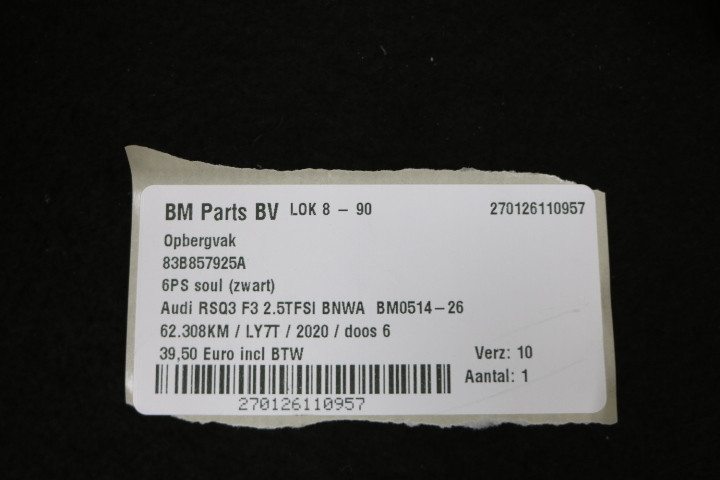 BM Parts BV LOK 8 - 90 270126110957
Opbergvak
83B857925A
6PS soul (zwart)
Audi RSQ3 F3 2.5TFSI BNWA BM0514-26
62.308KM / LY7T / 2020 / doos 6
39,50 Euro incl BTW Verz: 10
Aantal: 1
270126110957